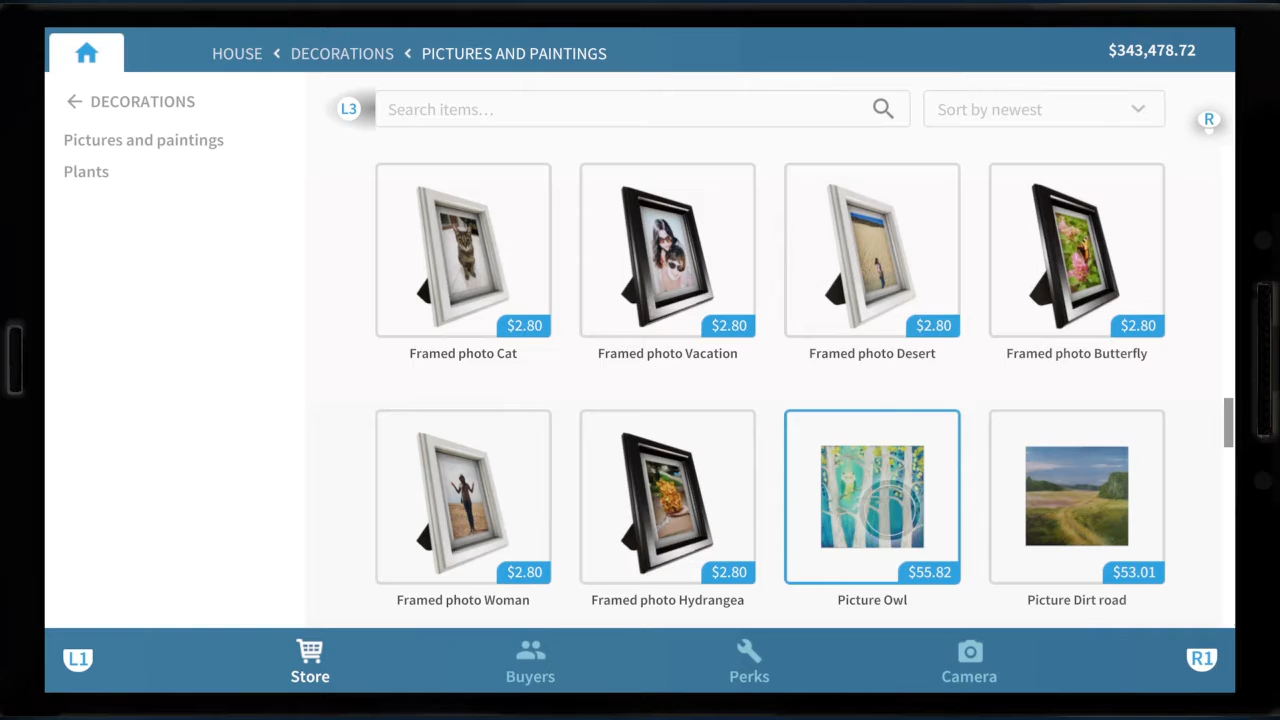 HOUSE DECORATIONS PICTURES AND PAINTINGS
$343,478.72
DECORATIONS
Pictures and paintings
Plants
L3
Search items...
Sort by newest
R
$2.80
$2.80
$2.80
$2.80
Framed photo Cat
Framed photo Vacation
Framed photo Desert
Framed photo Butterfly
$2.80
$2.80
$55.82
$53.01
Framed photo Woman
Framed photo Hydrangea
Picture Owl
Picture Dirt road
L1
Store
Buyers
Perks
Camera
R1